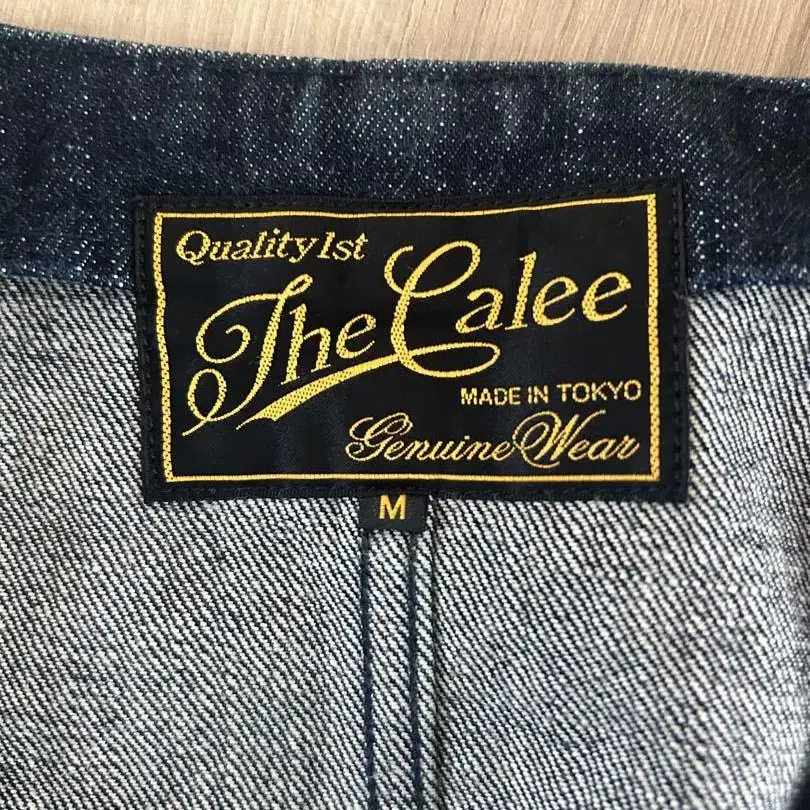 Quality 1st
The Calee
MADE IN TOKYO
Genuine Wear
M